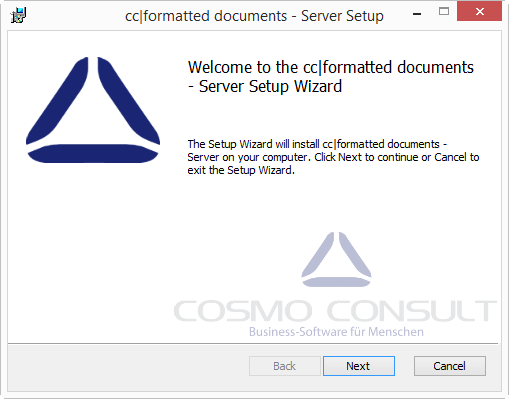 cc|formatted documents - Server Setup
Welcome to the cc|formatted documents
- Server Setup Wizard
The Setup Wizard will install cc|formatted documents -
Server on your computer. Click Next to continue or Cancel to
exit the Setup Wizard.
COSMO CONSULT
Business-Software für Menschen
Back Next Cancel